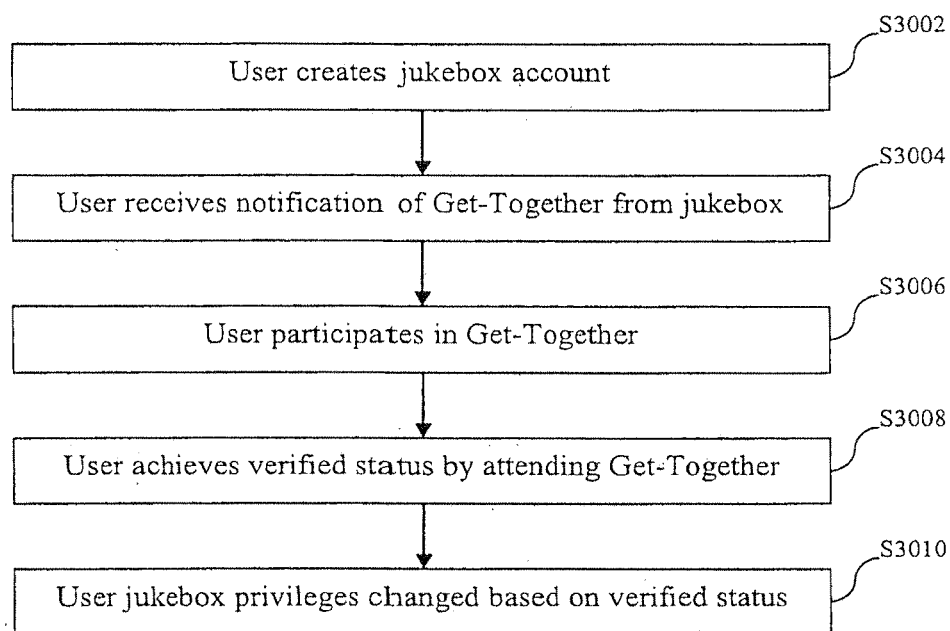 S3002
User creates jukebox account
S3004
User receives notification of Get-Together from jukebox
S3006
User participates in Get-Together
S3008
User achieves verified status by attending Get-Together
S3010
User jukebox privileges changed based on verified status